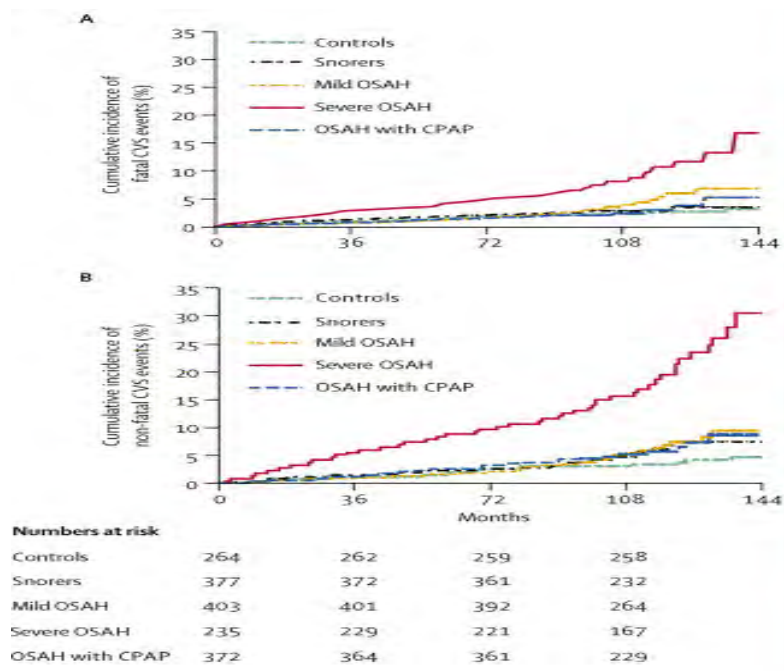 A
Cumulative incidence of
fatal CVS events (%)
35
30
25
20
15
10
5
0
Controls
Snorers
Mild OSAH
Severe OSAH
OSAH with CPAP
0 36 72 108 144
B
Cumulative incidence of
non-fatal CVS events (%)
35
30
25
20
15
10
5
0
Controls
Snorers
Mild OSAH
Severe OSAH
OSAH with CPAP
0 36 72 108 144
Months
Numbers at risk
Controls 264 262 259 258
Snorers 377 372 361 232
Mild OSAH 403 401 392 264
Severe OSAH 235 229 221 167
OSAH with CPAP 372 364 361 229